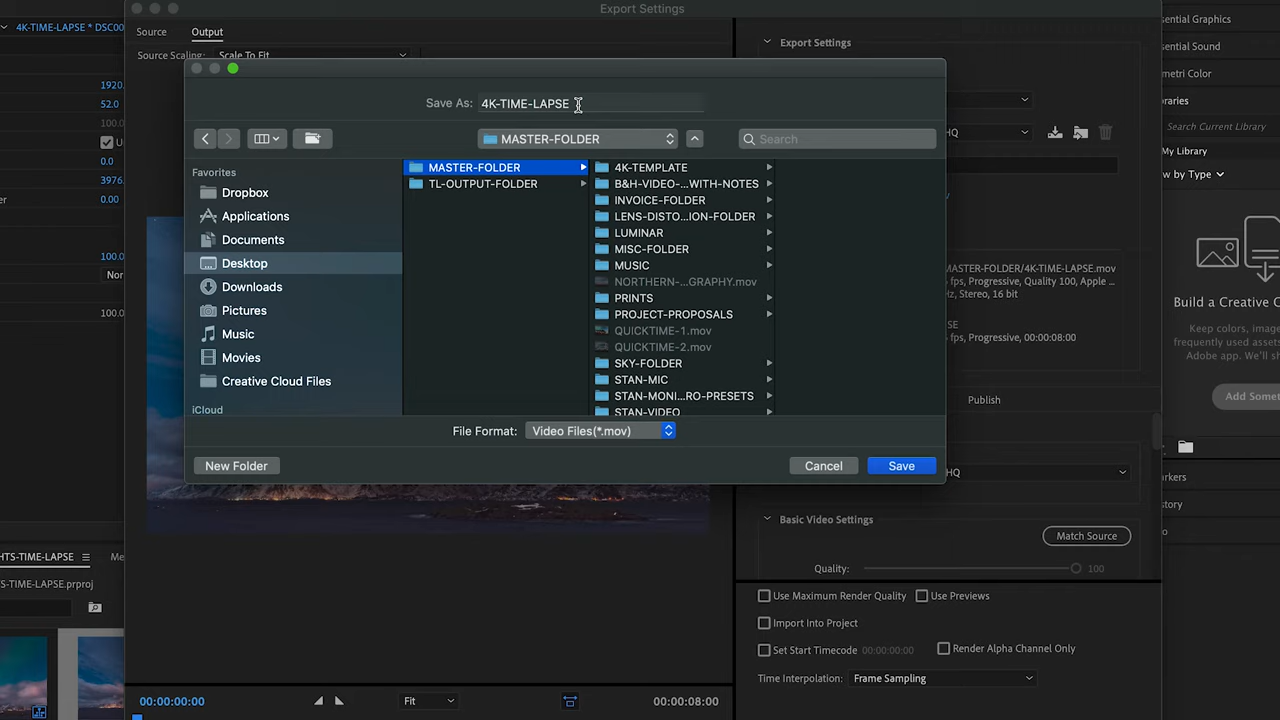 Export Settings
4K-TIME-LAPSE * DSC00
Source
Output
Source Scaling:
Scale To Fit
Export Settings
ential Graphics
ential Sound
metri Color
braries
Search Current Library
My Library
w by Type
Save As: 4K-TIME-LAPSE
MASTER-FOLDER
Search
HQ
1920.
52.0
100.0
0.0
3976.
0.00
100.0
100.0
Favorites
Dropbox
Applications
Documents
Desktop
Downloads
Pictures
Music
Movies
Creative Cloud Files
iCloud
MASTER-FOLDER
TL-OUTPUT-FOLDER
4K-TEMPLATE
B&H-VIDEO-...WITH-NOTES
INVOICE-FOLDER
LENS-DISTO...ION-FOLDER
LUMINAR
MISC-FOLDER
MUSIC
NORTHERN-...GRAPHY.mov
PRINTS
PROJECT-PROPOSALS
QUICKTIME-1.mov
QUICKTIME-2.mov
SKY-FOLDER
STAN-MIC
STAN-MONI...RO-PRESETS
STAN-VIDEO
File Format: Video Files(*.mov)
New Folder
Cancel
Save
MASTER-FOLDER/4K-TIME-LAPSE.mov
fps, Progressive, Quality 100, Apple ...
Hz, Stereo, 16 bit
SE
fps, Progressive, 00:00:08:00
Build a Creative C
Keep colors, image
frequently used assets
Adobe app. We'll s
Add Somet
Publish
HQ
rkers
story
Basic Video Settings
Match Source
Quality:
100
Use Maximum Render Quality
Use Previews
Import Into Project
Set Start Timecode
00:00:00:00
Render Alpha Channel Only
Time Interpolation:
Frame Sampling
HTS-TIME-LAPSE
Me
S-TIME-LAPSE.prproj
00:00:00:00
Fit
00:00:08:00